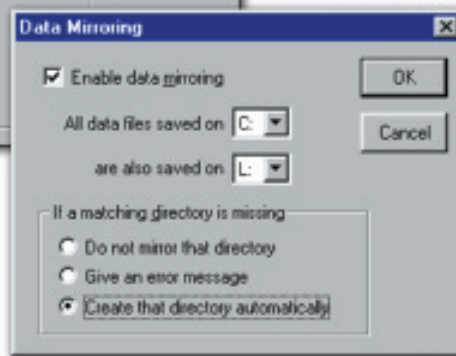 Data Mirroring
Enable data mirroring
OK
All data files saved on C:
Cancel
are also saved on L:
If a matching directory is missing
Do not mirror that directory
Give an error message
Create that directory automatically